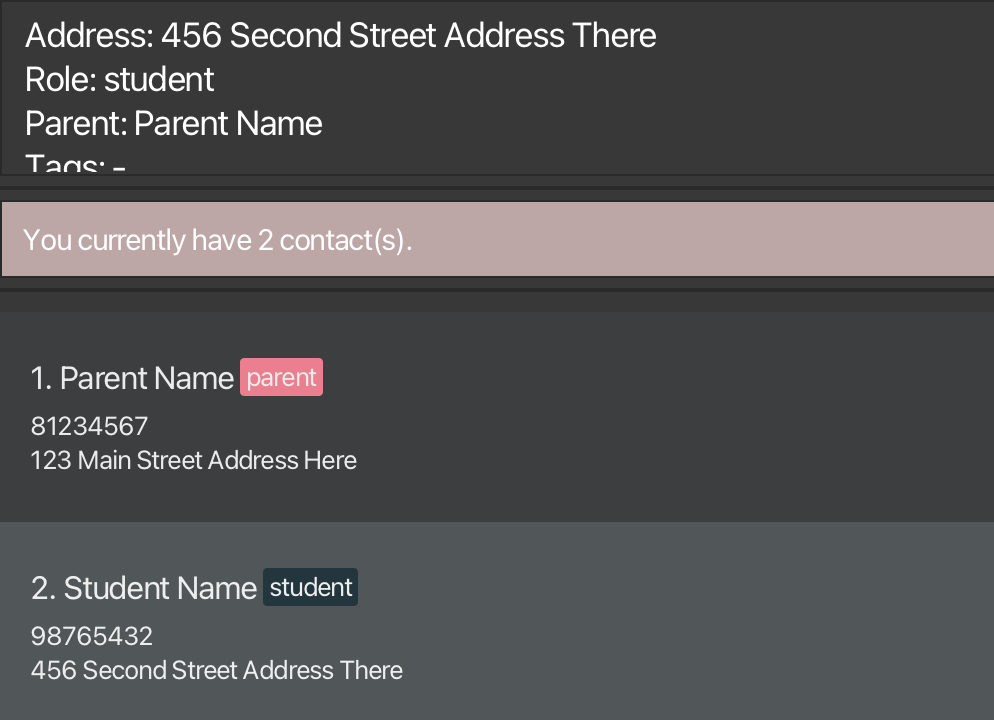 Address: 456 Second Street Address There
Role: student
Parent: Parent Name
Tags: -
You currently have 2 contact(s).
1. Parent Name parent
81234567
123 Main Street Address Here
2. Student Name student
98765432
456 Second Street Address There